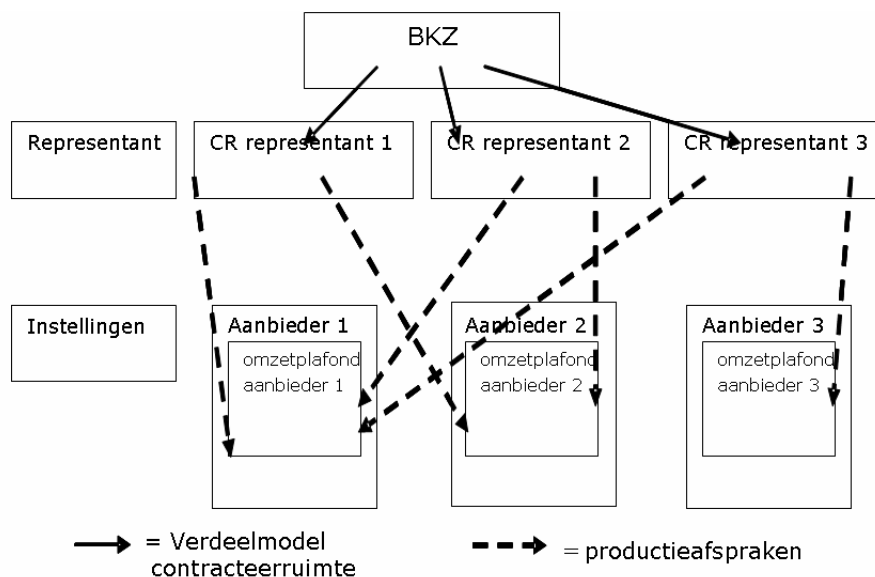 BKZ
Representant
CR representant 1
CR representant 2
CR representant 3
Instellingen
Aanbieder 1
omzetplafond
aanbieder 1
Aanbieder 2
omzetplafond
aanbieder 2
Aanbieder 3
omzetplafond
aanbieder 3
= Verdeelmodel
contracteerruimte
= productieafspraken